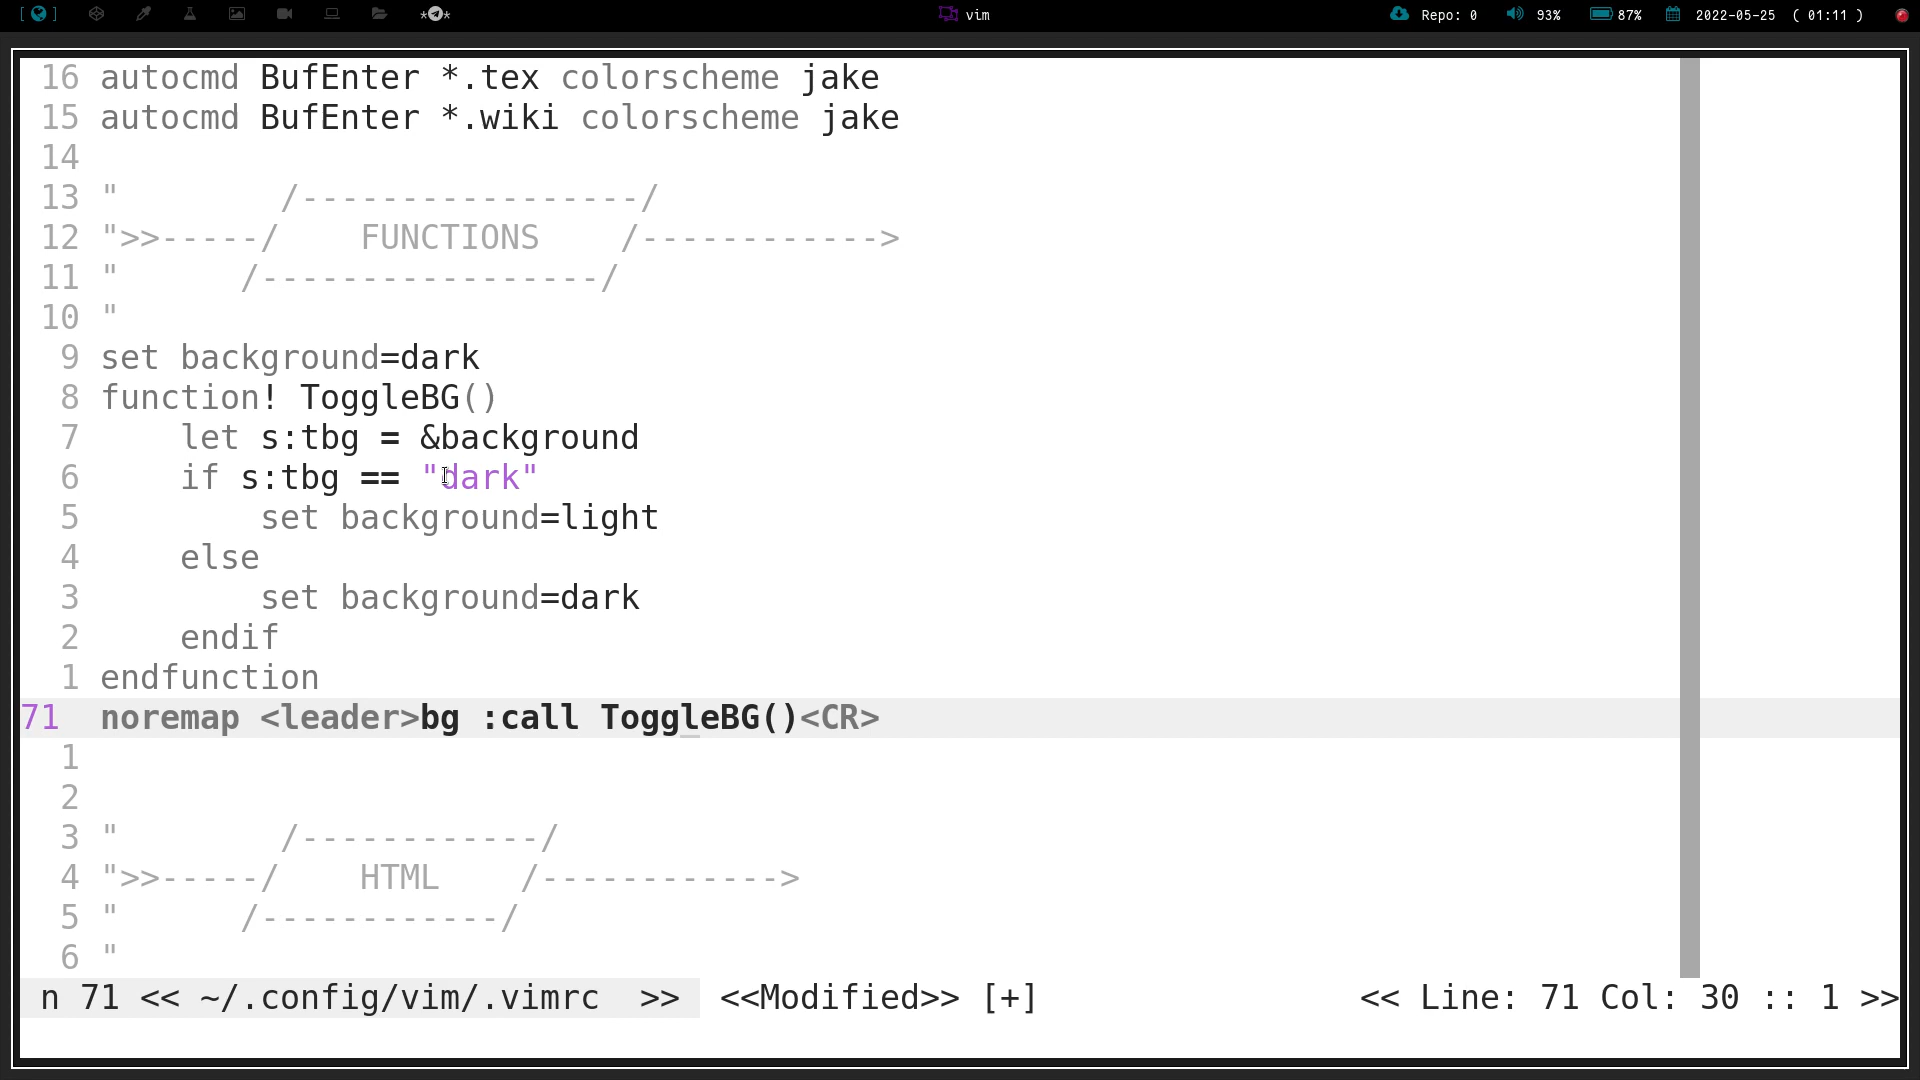 [ ] *  * vim Repo: 0 93% 87% 2022-05-25 ( 01:11 )
16 autocmd BufEnter *.tex colorscheme jake
15 autocmd BufEnter *.wiki colorscheme jake
14
13 "        /-----------------/
12 ">>-----/    FUNCTIONS    /------------>
11 "      /-----------------/
10 "
9 set background=dark
8 function! ToggleBG()
7     let s:tbg = &background
6     if s:tbg == "dark"
5         set background=light
4     else
3         set background=dark
2     endif
1 endfunction
71 noremap <leader>bg :call ToggleBG()<CR>
1
2
3 "        /------------/
4 ">>-----/    HTML    /------------>
5 "      /------------/
6 "
n 71 << ~/.config/vim/.vimrc  >> <<Modified>> [+] << Line: 71 Col: 30 :: 1 >>